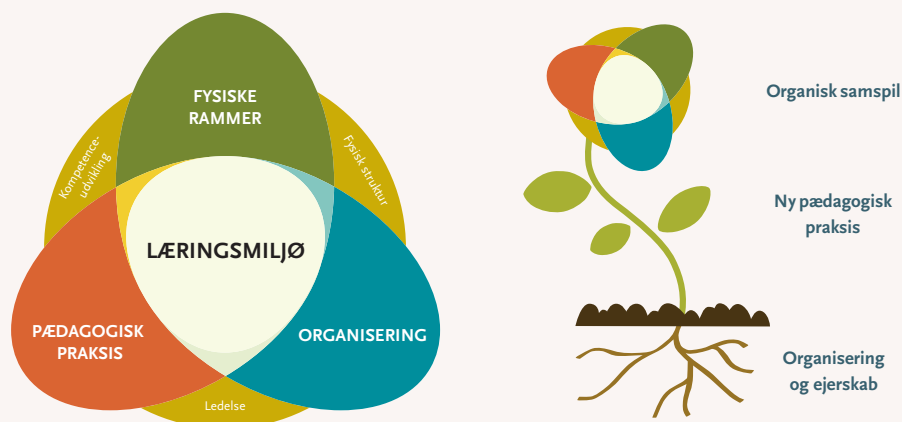 FYSISKE
RAMMER
Kompetence-
udvikling
Fysisk struktur
LÆRINGSMILJØ
PÆDAGOGISK
PRAKSIS
ORGANISERING
Ledelse
Organisk samspil
Ny pædagogisk
praksis
Organisering
og ejerskab